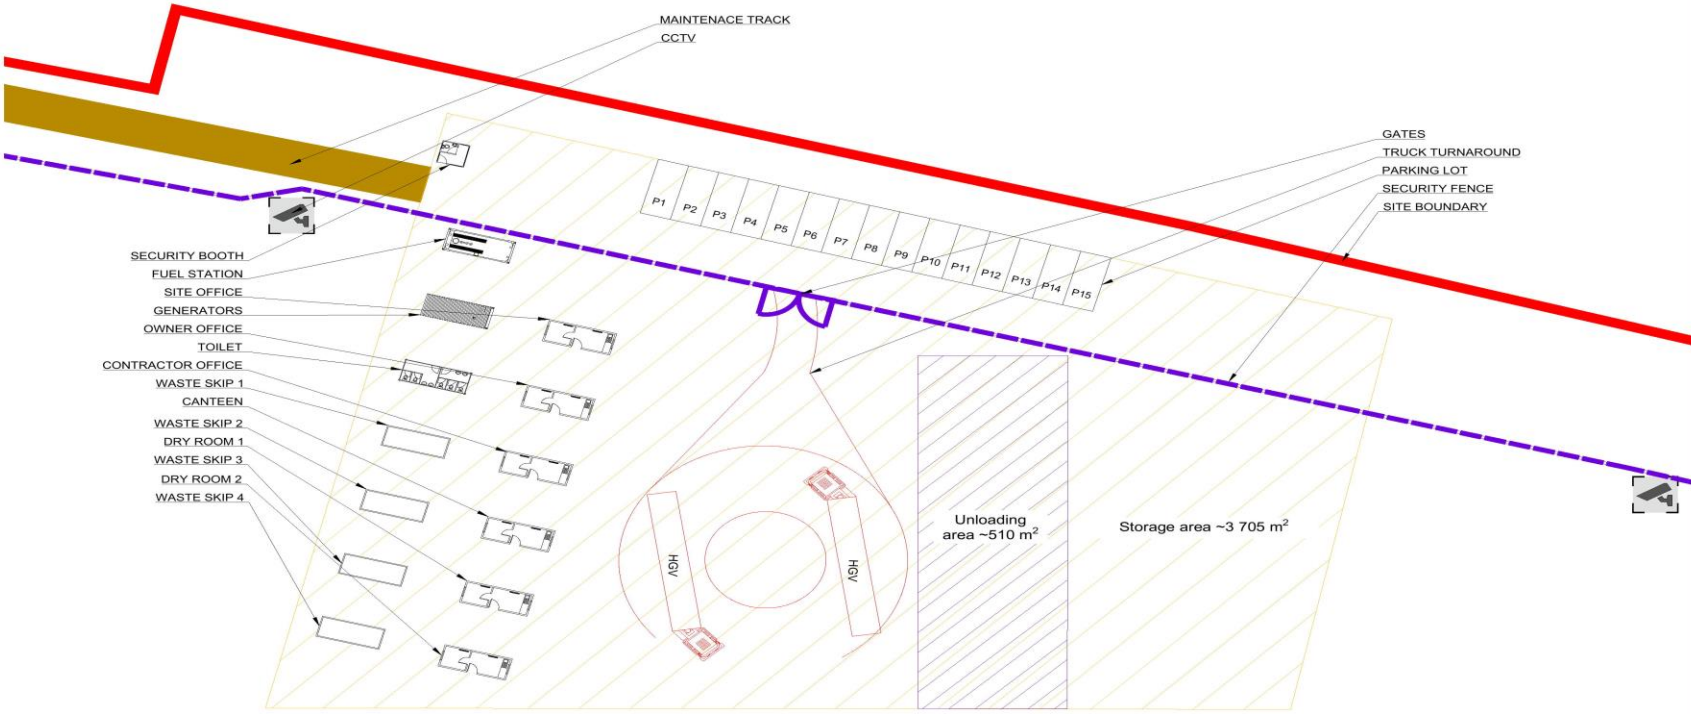 MAINTENACE TRACK
CCTV
GATES
TRUCK TURNAROUND
PARKING LOT
SECURITY FENCE
SITE BOUNDARY
P1
P2
P3
P4
P5
P6
P7
P8
P9
P10
P11
P12
P13
P14
P15
SECURITY BOOTH
FUEL STATION
SITE OFFICE
GENERATORS
OWNER OFFICE
TOILET
CONTRACTOR OFFICE
WASTE SKIP 1
CANTEEN
WASTE SKIP 2
DRY ROOM 1
WASTE SKIP 3
DRY ROOM 2
WASTE SKIP 4
HGV
HGV
Unloading
area ~510 m²
Storage area ~3 705 m²